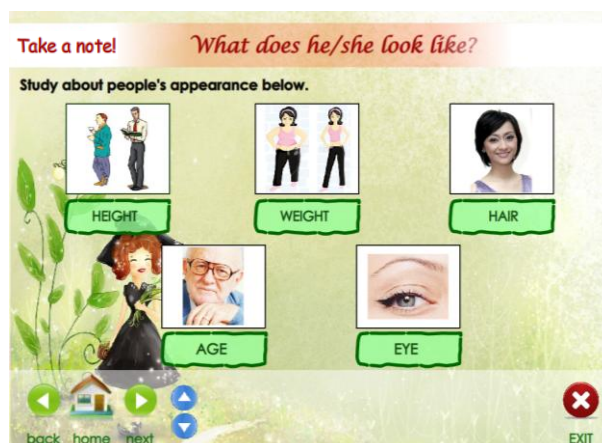 Take a note!
What does he/she look like?
Study about people's appearance below.
HEIGHT
WEIGHT
HAIR
AGE
EYE
back home next
EXIT